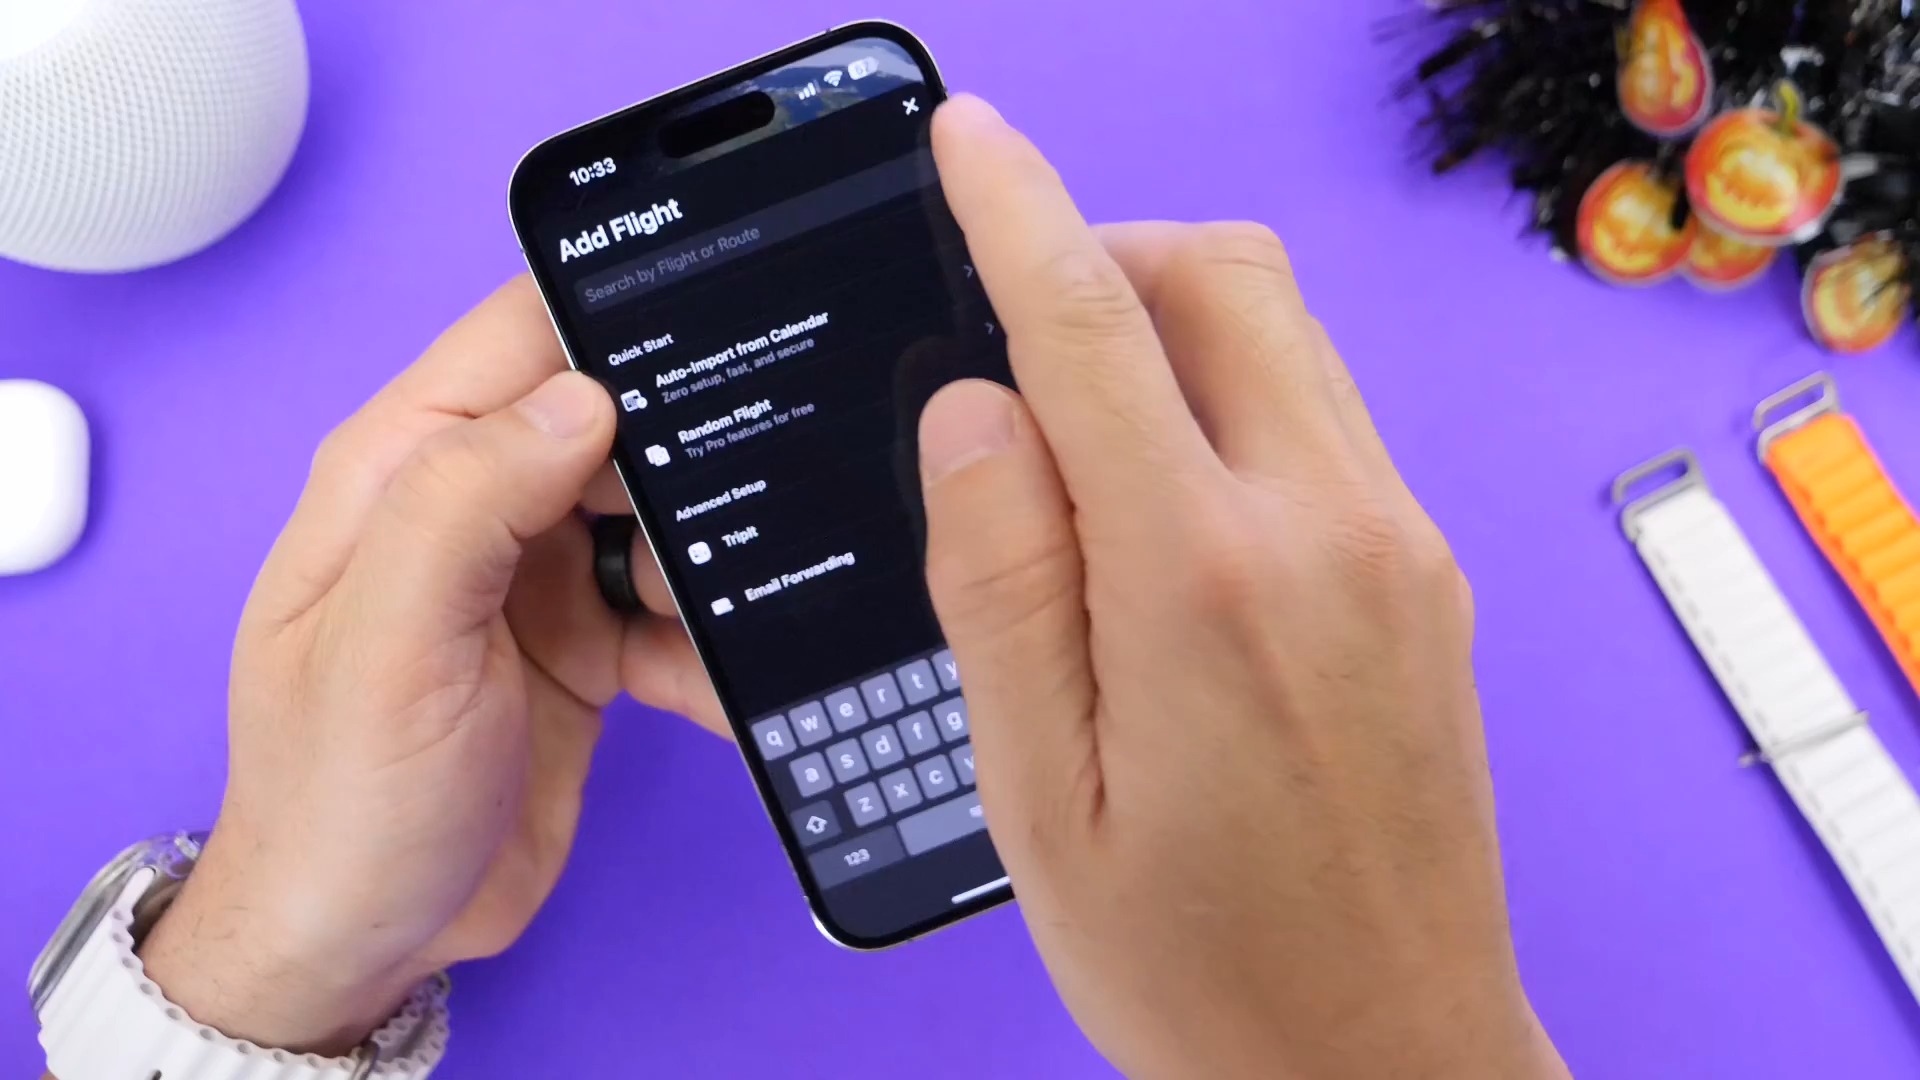 10:33
67
Add Flight
Search by Flight or Route
Quick Start
Auto-Import from Calendar
Zero setup, fast, and secure
Random Flight
Try Pro features for free
Advanced Setup
TripIt
Email Forwarding
q w e r t y
a s d f g
z x c v
123